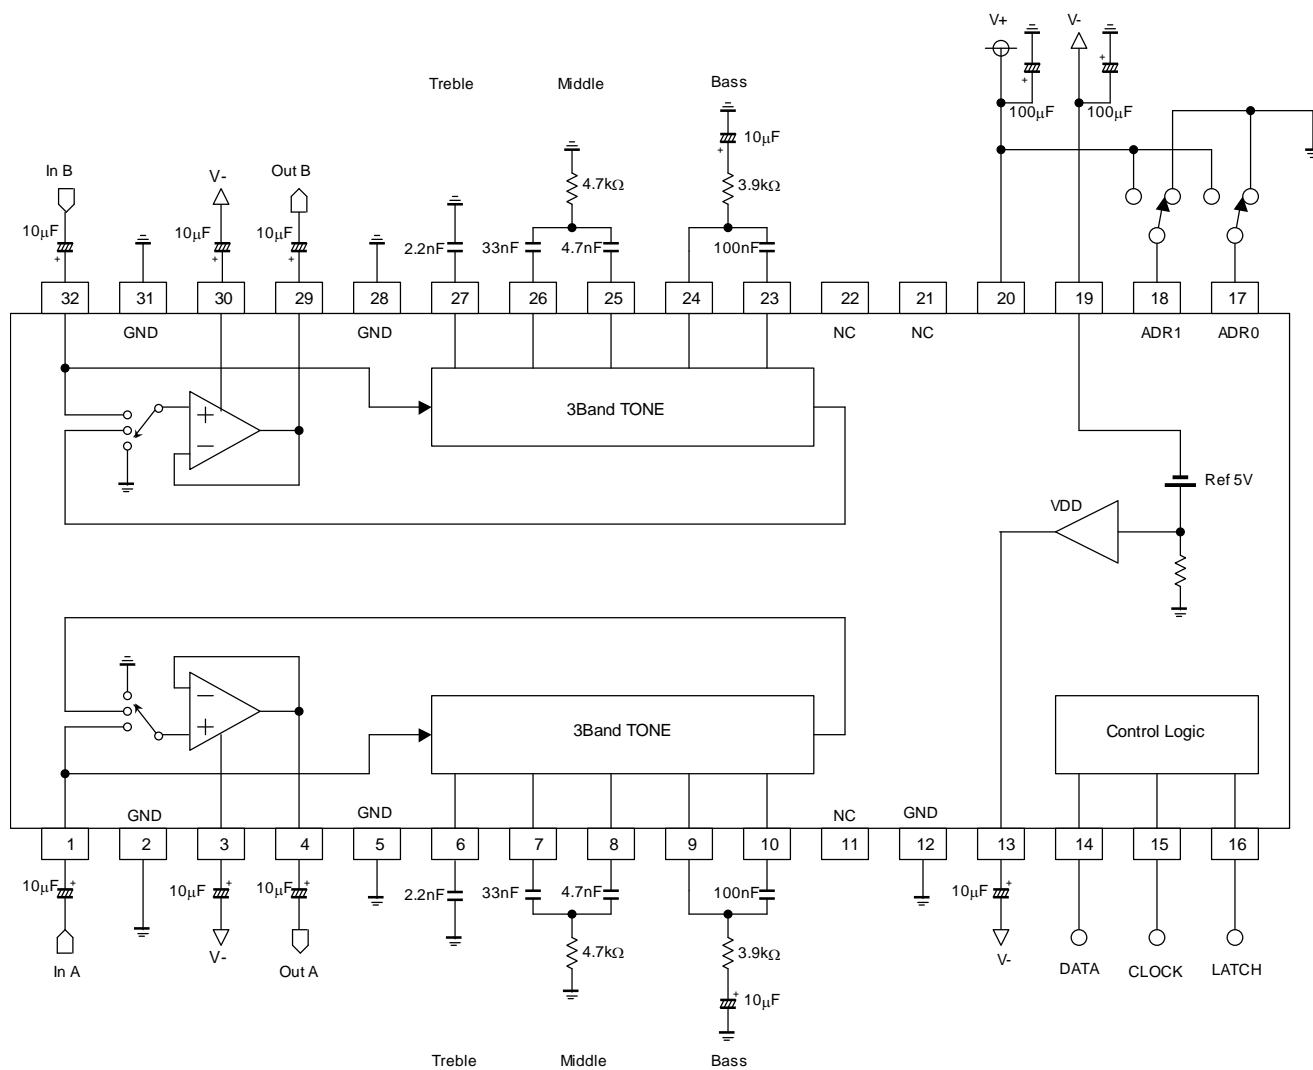 V+ V-
Treble Middle Bass
100µF 100µF
+ +
10µF
+
In B V- Out B
4.7kΩ 3.9kΩ
10µF 10µF 10µF
+ + +
2.2nF 33nF 4.7nF 100nF
32 31 30 29 28 27 26 25 24 23 22 21 20 19 18 17
GND GND NC NC ADR1 ADR0
+
3Band TONE
−
Ref 5V
VDD
−
+
3Band TONE
Control Logic
GND GND NC GND
1 2 3 4 5 6 7 8 9 10 11 12 13 14 15 16
+ + + +
10µF 10µF 10µF 2.2nF 33nF 4.7nF 100nF 10µF
4.7kΩ 3.9kΩ
In A V- Out A V- DATA CLOCK LATCH
+
10µF
Treble Middle Bass